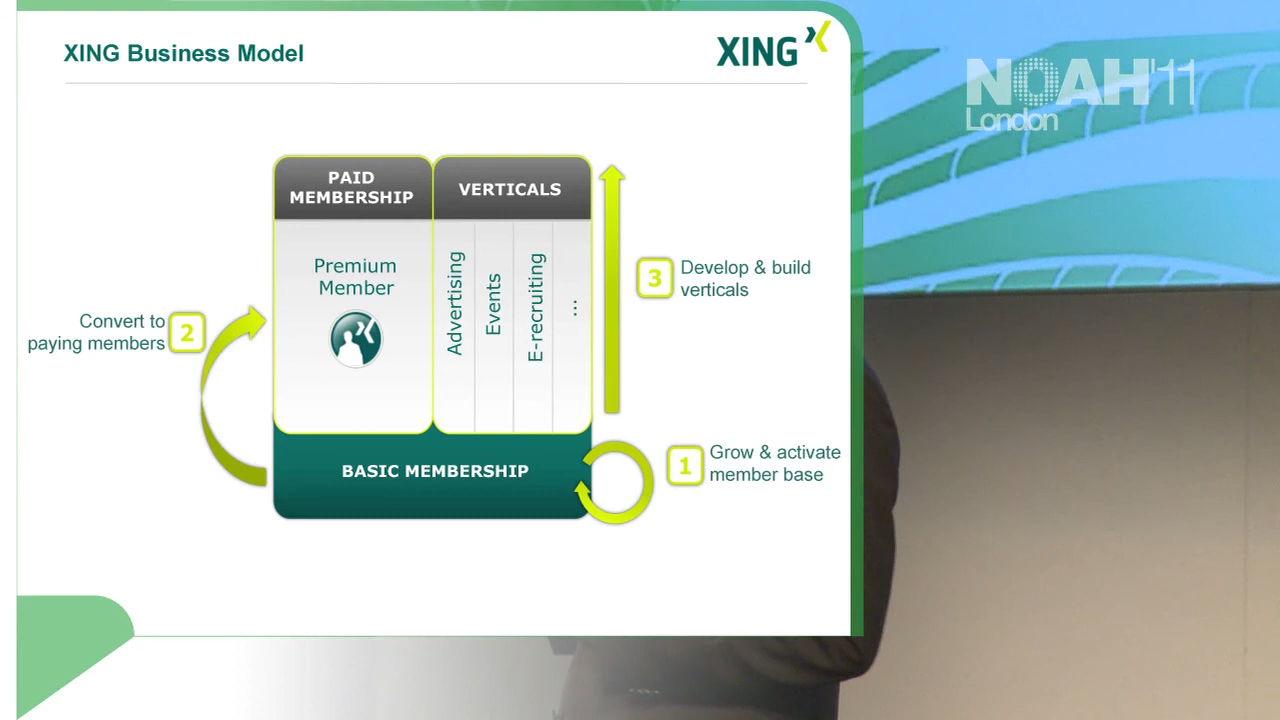 XING Business Model
XING
NOAH'11
London
PAID
MEMBERSHIP
VERTICALS
Premium
Member
Advertising
Events
E-recruiting
...
3
Develop & build
verticals
Convert to
paying members
2
BASIC MEMBERSHIP
1
Grow & activate
member base